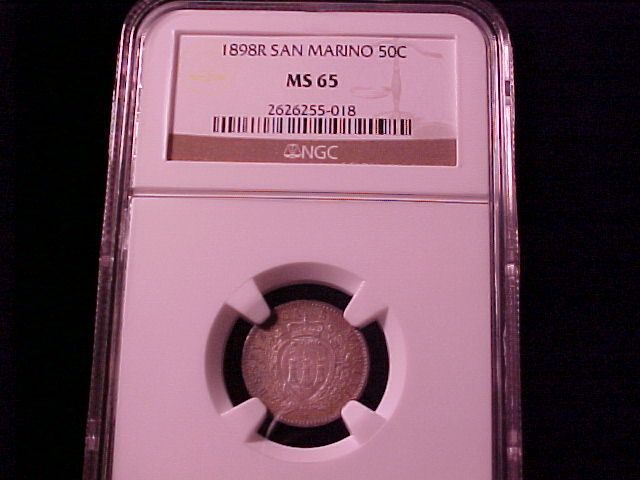 1898R SAN MARINO 50C
MS 65
2626255-018
NGC